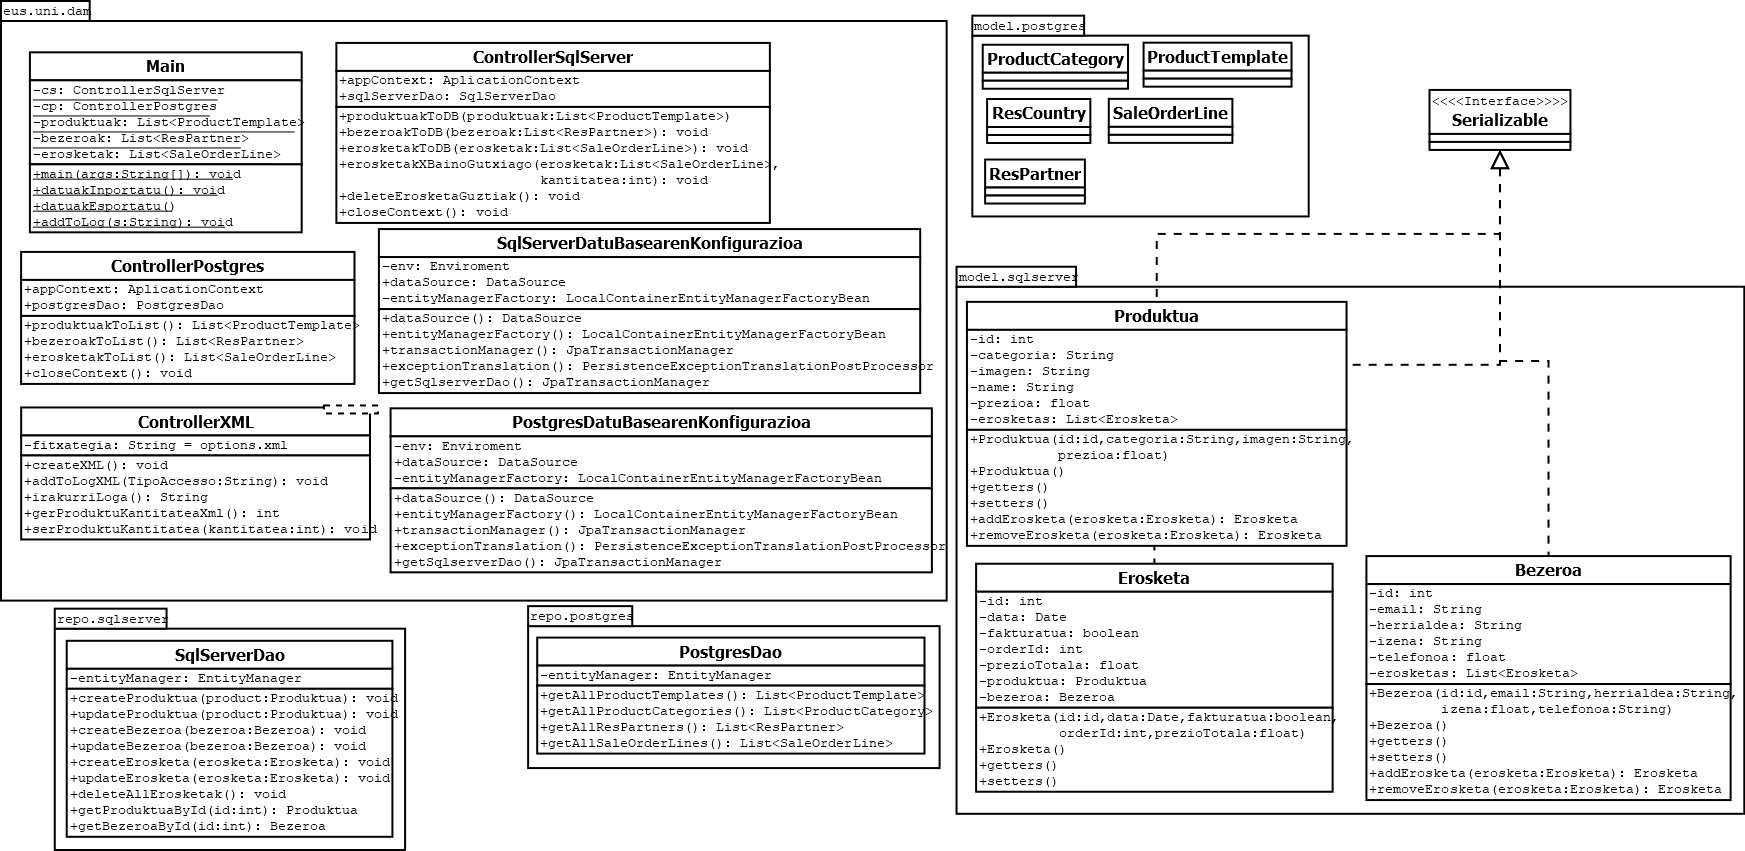 eus.uni.dam
Main
-cs: ControllerSqlServer
-cp: ControllerPostgres
-produktuak: List<ProductTemplate>
-bezeroak: List<ResPartner>
-erosketak: List<SaleOrderLine>
+main(args:String[]): void
+datuakInportatu(): void
+datuakEsportatu()
+addToLog(s:String): void
ControllerSqlServer
+appContext: AplicationContext
+sqlServerDao: SqlServerDao
+produktuakToDB(produktuak:List<ProductTemplate>)
+bezeroakToDB(bezeroak:List<ResPartner>): void
+erosketakToDB(erosketak:List<SaleOrderLine>): void
+erosketakXBainoGutxiago(erosketak:List<SaleOrderLine>,
kantitatea:int): void
+deleteErosketaGuztiak(): void
+closeContext(): void
ControllerPostgres
+appContext: AplicationContext
+postgresDao: PostgresDao
+produktuakToList(): List<ProductTemplate>
+bezeroakToList(): List<ResPartner>
+erosketakToList(): List<SaleOrderLine>
+closeContext(): void
SqlServerDatuBasearenKonfigurazioa
-env: Enviroment
+dataSource: DataSource
-entityManagerFactory: LocalContainerEntityManagerFactoryBean
+dataSource(): DataSource
+entityManagerFactory(): LocalContainerEntityManagerFactoryBean
+transactionManager(): JpaTransactionManager
+exceptionTranslation(): PersistenceExceptionTranslationPostProcessor
+getSqlserverDao(): JpaTransactionManager
ControllerXML
-fitxategia: String = options.xml
+createXML(): void
+addToLogXML(TipoAccesso:String): void
+irakurriLoga(): String
+gerProduktuKantitateaXml(): int
+serProduktuKantitatea(kantitatea:int): void
PostgresDatuBasearenKonfigurazioa
-env: Enviroment
+dataSource: DataSource
-entityManagerFactory: LocalContainerEntityManagerFactoryBean
+dataSource(): DataSource
+entityManagerFactory(): LocalContainerEntityManagerFactoryBean
+transactionManager(): JpaTransactionManager
+exceptionTranslation(): PersistenceExceptionTranslationPostProcessor
+getSqlserverDao(): JpaTransactionManager
repo.sqlserver
SqlServerDao
-entityManager: EntityManager
+createProduktua(product:Produktua): void
+updateProduktua(product:Produktua): void
+createBezeroa(bezeroa:Bezeroa): void
+updateBezeroa(bezeroa:Bezeroa): void
+createErosketa(erosketa:Erosketa): void
+updateErosketa(erosketa:Erosketa): void
+deleteAllErosketak(): void
+getProduktuaById(id:int): Produktua
+getBezeroaById(id:int): Bezeroa
repo.postgres
PostgresDao
-entityManager: EntityManager
+getAllProductTemplates(): List<ProductTemplate>
+getAllProductCategories(): List<ProductCategory>
+getAllResPartners(): List<ResPartner>
+getAllSaleOrderLines(): List<SaleOrderLine>
model.postgres
ProductCategory
ProductTemplate
ResCountry
SaleOrderLine
ResPartner
<<<<Interface>>>>
Serializable
model.sqlserver
Produktua
-id: int
-categoria: String
-imagen: String
-name: String
-prezioa: float
-erosketas: List<Erosketa>
+Produktua(id:id,categoria:String,imagen:String,
prezioa:float)
+Produktua()
+getters()
+setters()
+addErosketa(erosketa:Erosketa): Erosketa
+removeErosketa(erosketa:Erosketa): Erosketa
Erosketa
-id: int
-data: Date
-fakturatua: boolean
-orderId: int
-prezioTotala: float
-produktua: Produktua
-bezeroa: Bezeroa
+Erosketa(id:id,data:Date,fakturatua:boolean,
orderId:int,prezioTotala:float)
+Erosketa()
+getters()
+setters()
Bezeroa
-id: int
-email: String
-herrialdea: String
-izena: String
-telefonoa: float
-erosketas: List<Erosketa>
+Bezeroa(id:id,email:String,herrialdea:String,
izena:float,telefonoa:String)
+Bezeroa()
+getters()
+setters()
+addErosketa(erosketa:Erosketa): Erosketa
+removeErosketa(erosketa:Erosketa): Erosketa